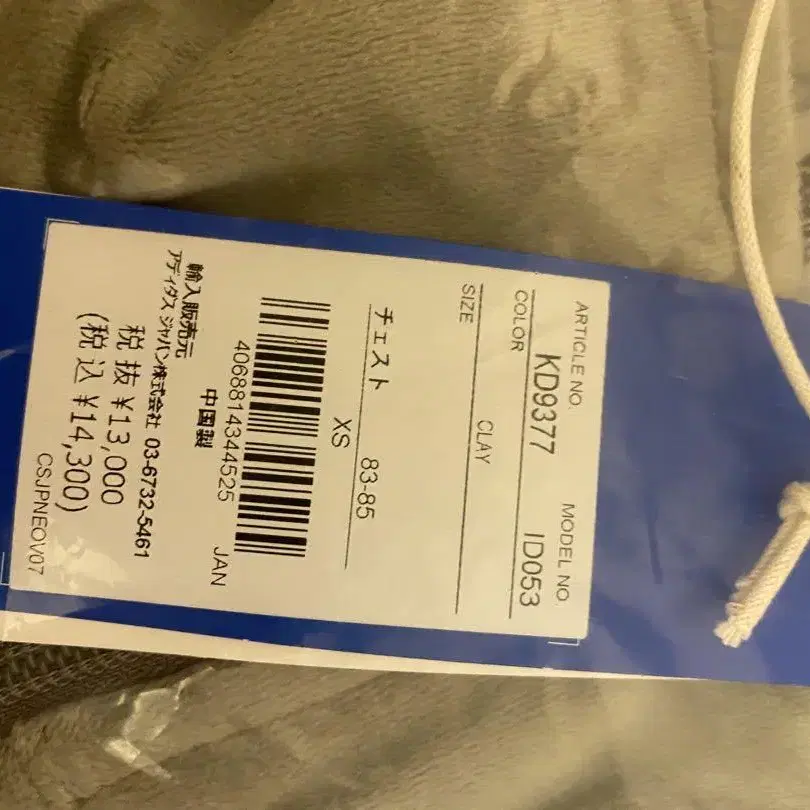 ARTICLE NO. MODEL NO.
KD9377 ID053
COLOR
CLAY
SIZE
チェスト 83-85
XS
4068814344525 JAN
中国製
輸入販売元
アディダス ジャパン株式会社 03-6732-5461
税抜 ¥13,000
(税込 ¥14,300)
CSJPNEOV07